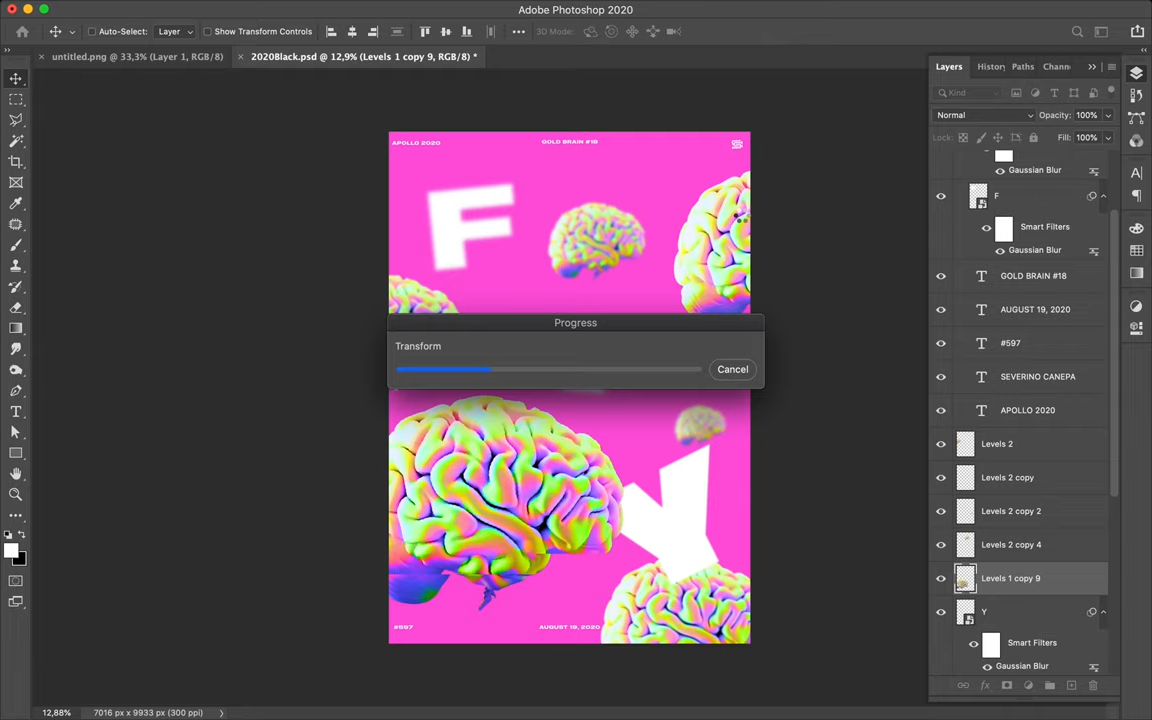 Adobe Photoshop 2020
Auto-Select:
Layer
Show Transform Controls
3D Mode:
untitled.png @ 33,3% (Layer 1, RGB/8)
2020Black.psd @ 12,9% (Levels 1 copy 9, RGB/8) *
Layers
History
Paths
Chann
Kind
Normal
Opacity: 100%
Lock:
Fill: 100%
Gaussian Blur
F
Smart Filters
Gaussian Blur
GOLD BRAIN #18
AUGUST 19, 2020
#597
SEVERINO CANEPA
APOLLO 2020
Levels 2
Levels 2 copy
Levels 2 copy 2
Levels 2 copy 4
Levels 1 copy 9
Y
Smart Filters
Gaussian Blur
APOLLO 2020
GOLD BRAIN #18
F
Progress
Transform
Cancel
#597
AUGUST 19, 2020
12,88%
7016 px x 9933 px (300 ppi)